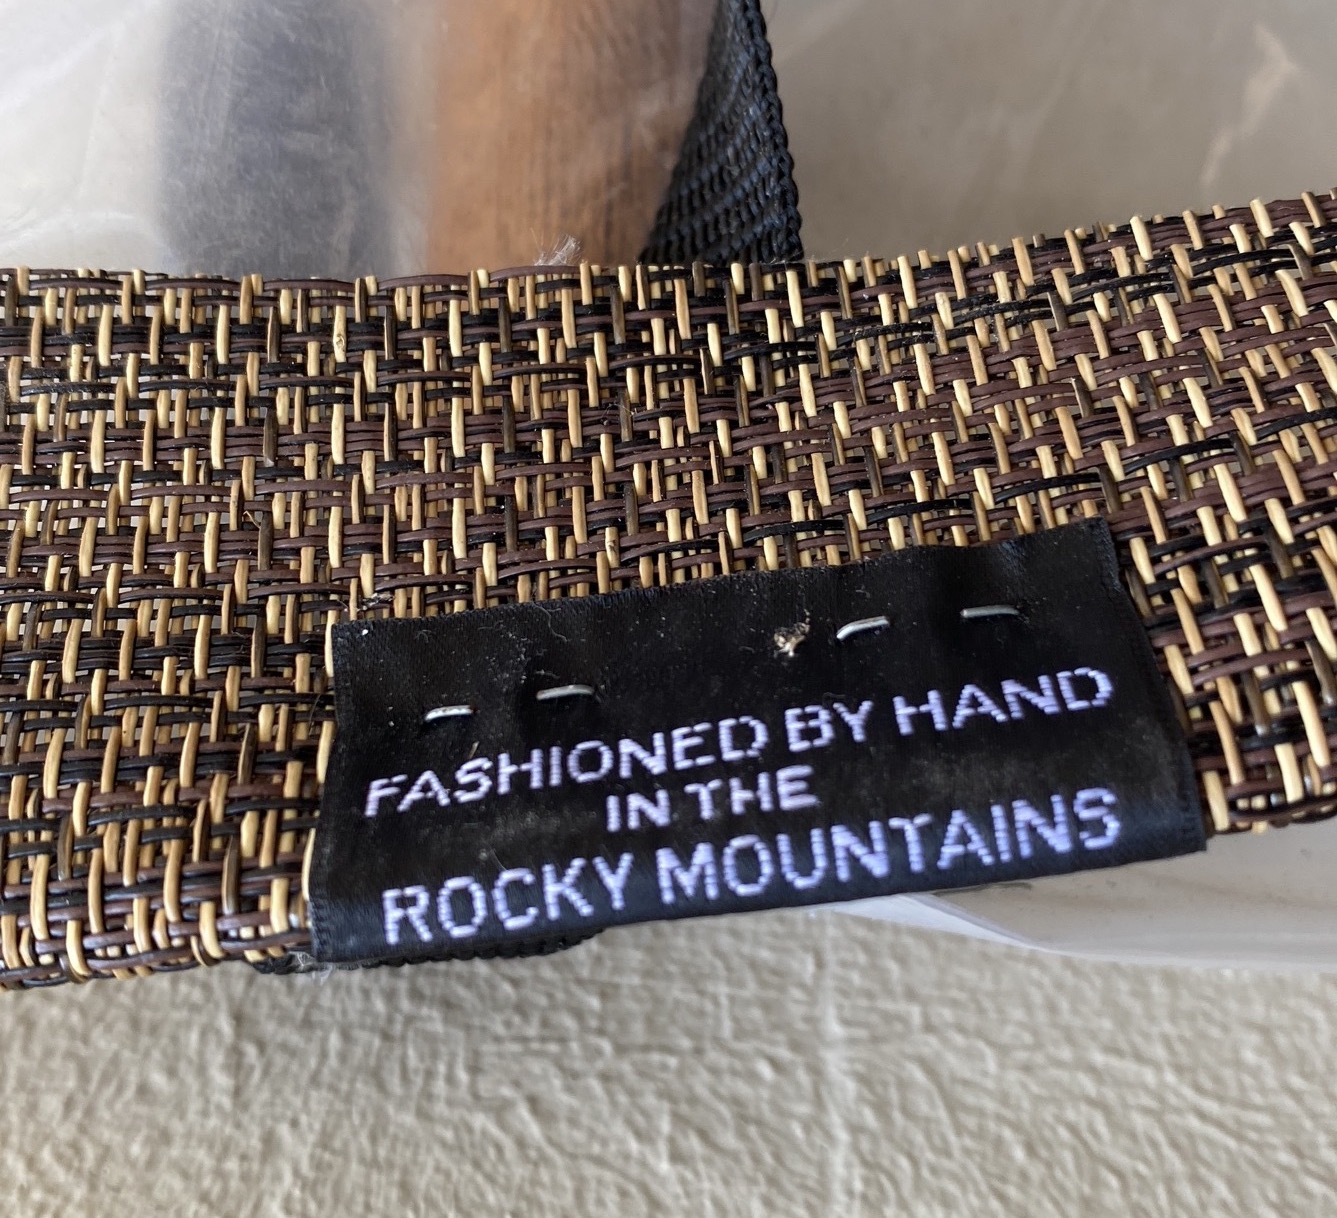 FASHIONED BY HAND
IN THE
ROCKY MOUNTAINS